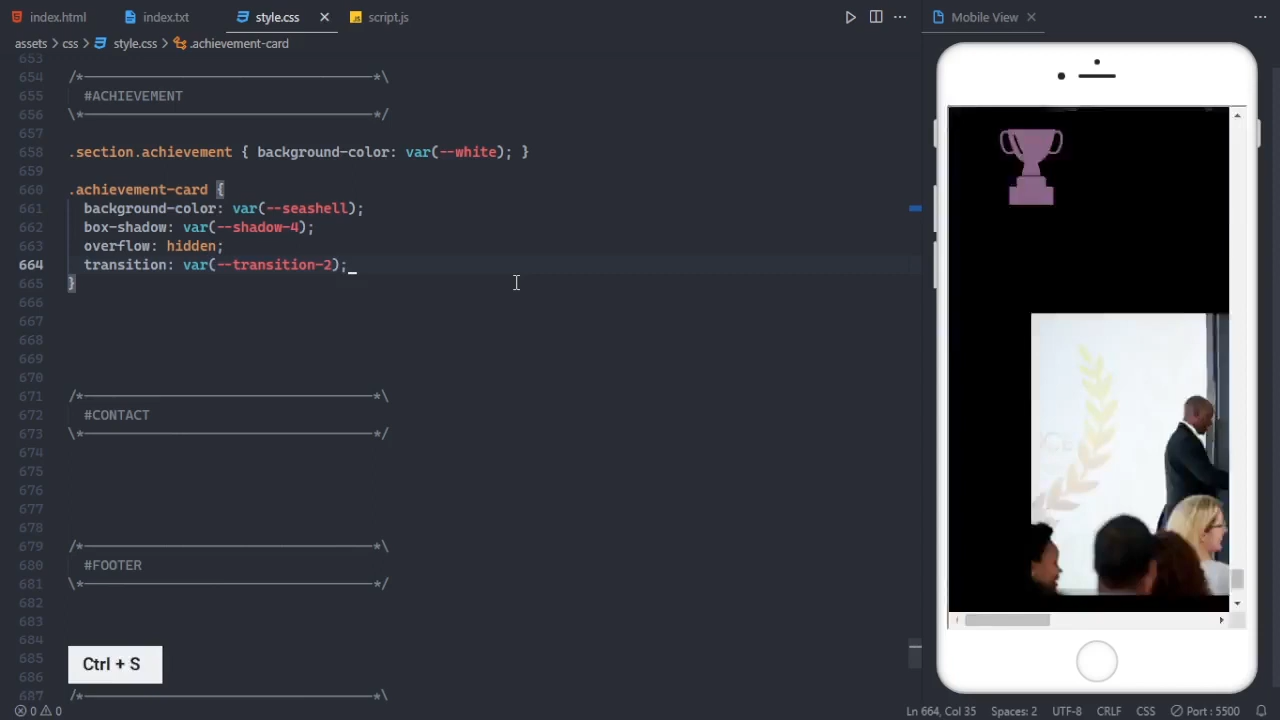 index.html
index.txt
style.css
script.js
Mobile View
assets > css > style.css > .achievement-card
653
654 /*———————————————————————————————————*\
655 #ACHIEVEMENT
656 \*———————————————————————————————————*/
657
658 .section.achievement { background-color: var(--white); }
659
660 .achievement-card {
661 background-color: var(--seashell);
662 box-shadow: var(--shadow-4);
663 overflow: hidden;
664 transition: var(--transition-2);
665 }
666
667
668
669
670
671 /*———————————————————————————————————*\
672 #CONTACT
673 \*———————————————————————————————————*/
674
675
676
677
678
679 /*———————————————————————————————————*\
680 #FOOTER
681 \*———————————————————————————————————*/
682
683
684
685
686
687 /*———————————————————————————————————*\
Ctrl + S
0 0
Ln 664, Col 35
Spaces: 2
UTF-8
CRLF
CSS
Port : 5500